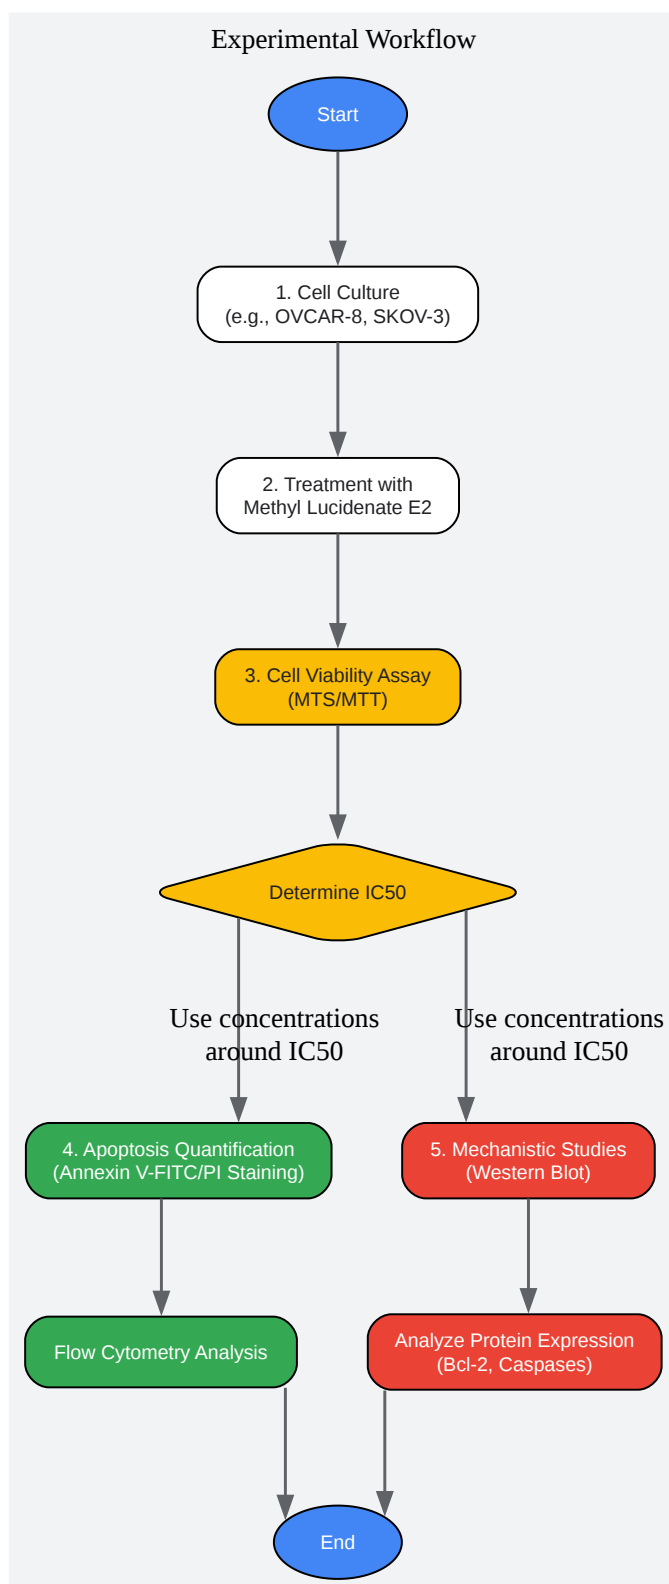 Experimental Workflow
Start
1. Cell Culture
(e.g., OVCAR-8, SKOV-3)
2. Treatment with
Methyl Lucidenate E2
3. Cell Viability Assay
(MTS/MTT)
Determine IC50
Use concentrations
around IC50
Use concentrations
around IC50
4. Apoptosis Quantification
(Annexin V-FITC/PI Staining)
5. Mechanistic Studies
(Western Blot)
Flow Cytometry Analysis
Analyze Protein Expression
(Bcl-2, Caspases)
End